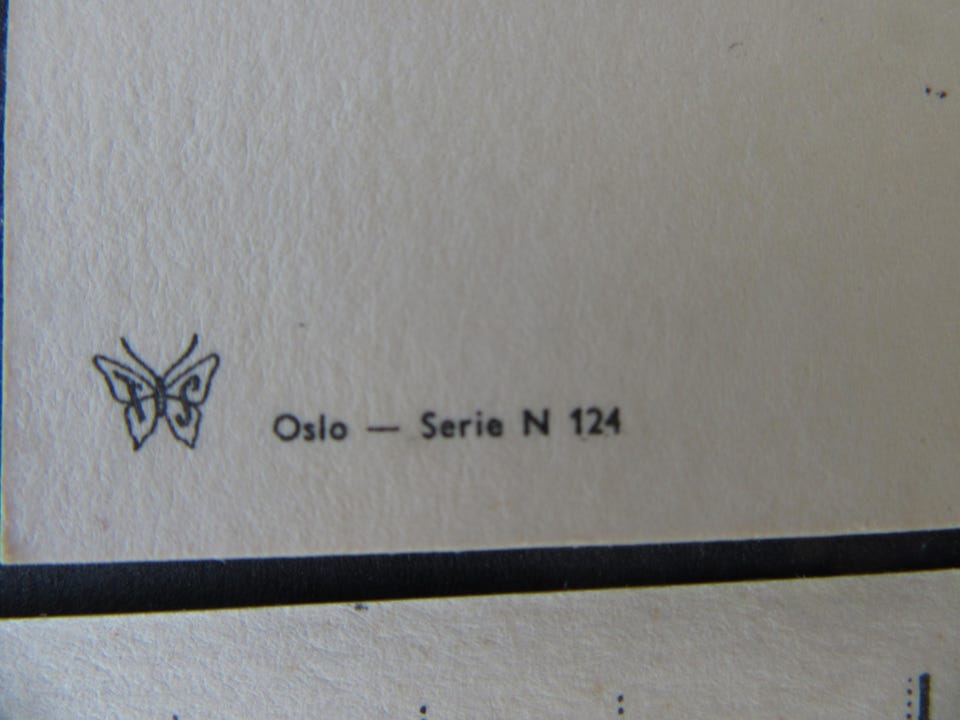 Oslo — Serie N 124